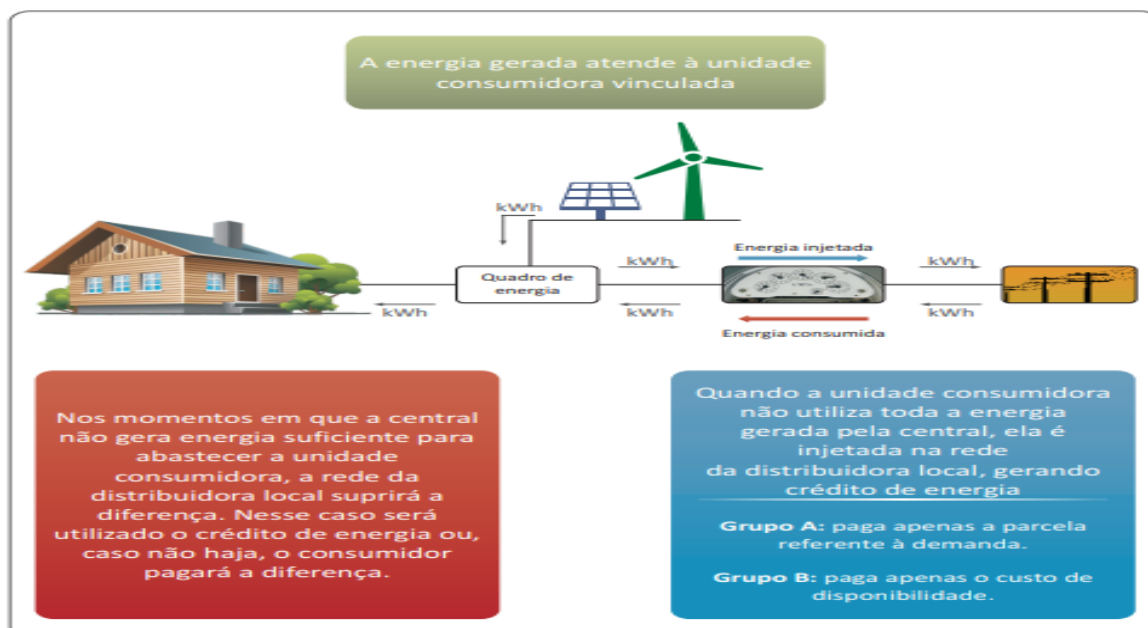 A energia gerada atende à unidade
consumidora vinculada
kWh
Energia injetada
kWh
kWh
Quadro de
energia
kWh
kWh
kWh
Energia consumida
Nos momentos em que a central
não gera energia suficiente para
abastecer a unidade
consumidora, a rede da
distribuidora local suprirá a
diferença. Nesse caso será
utilizado o crédito de energia ou,
caso não haja, o consumidor
pagará a diferença.
Quando a unidade consumidora
não utiliza toda a energia
gerada pela central, ela é
injetada na rede
da distribuidora local, gerando
crédito de energia
Grupo A: paga apenas a parcela
referente à demanda.
Grupo B: paga apenas o custo de
disponibilidade.